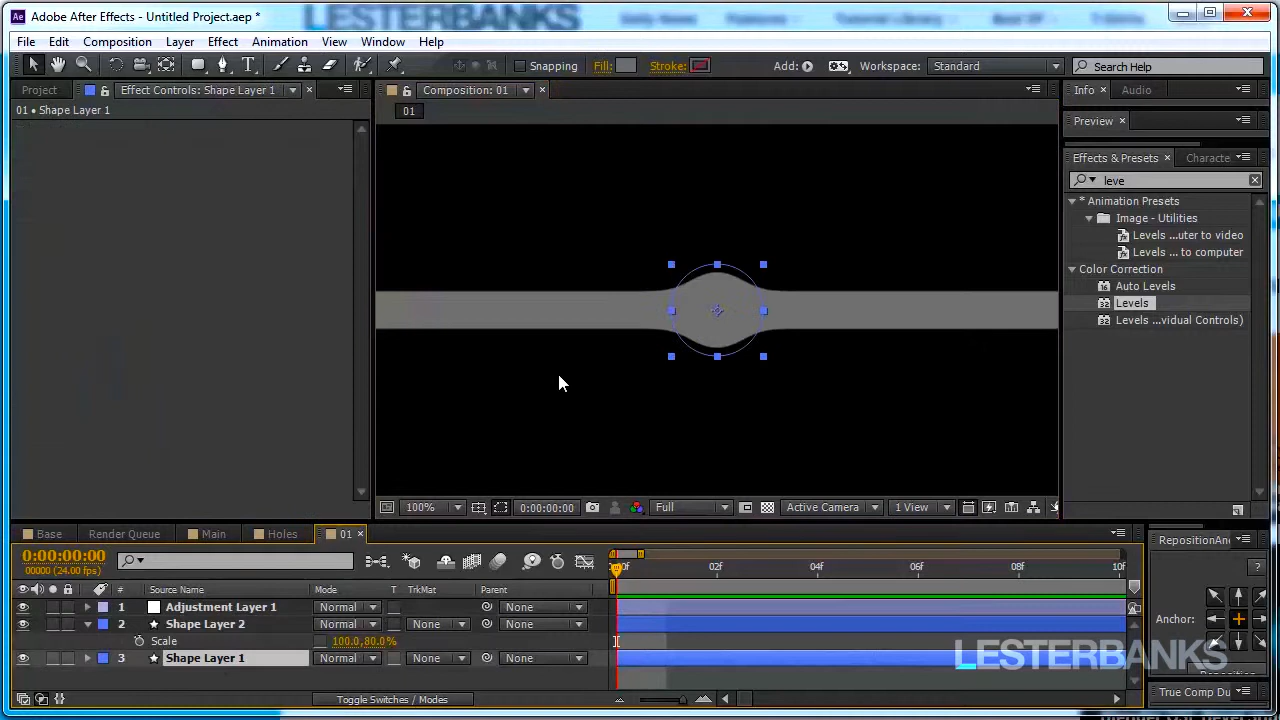 Adobe After Effects - Untitled Project.aep *
LESTERBANKS
File Edit Composition Layer Effect Animation View Window Help
Snapping Fill: Stroke: Add: Workspace: Standard Search Help
Project Effect Controls: Shape Layer 1 Composition: 01 Info Audio
01 • Shape Layer 1
01
Preview
Effects & Presets Characte
leve
* Animation Presets
Image - Utilities
Levels ...uter to video
Levels ... to computer
Color Correction
16 Auto Levels
32 Levels
32 Levels ...vidual Controls)
100% 0:00:00:00 Full Active Camera 1 View
Base Render Queue Main Holes 01
RepositionAn
0:00:00:00
00000 (24.00 fps)
02f 04f 06f 08f 10f
# Source Name Mode T TrkMat Parent
1 Adjustment Layer 1 Normal None
2 Shape Layer 2 Normal None None
Scale 100.0,80.0%
3 Shape Layer 1 Normal None None
Anchor:
LESTERBANKS
Toggle Switches / Modes
True Comp Du